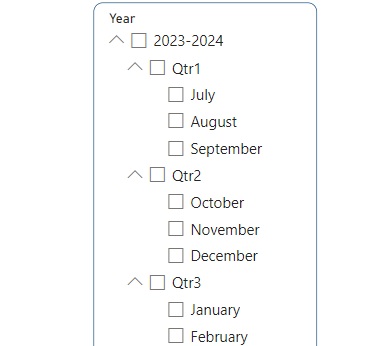 Year
2023-2024
Qtr1
July
August
September
Qtr2
October
November
December
Qtr3
January
February